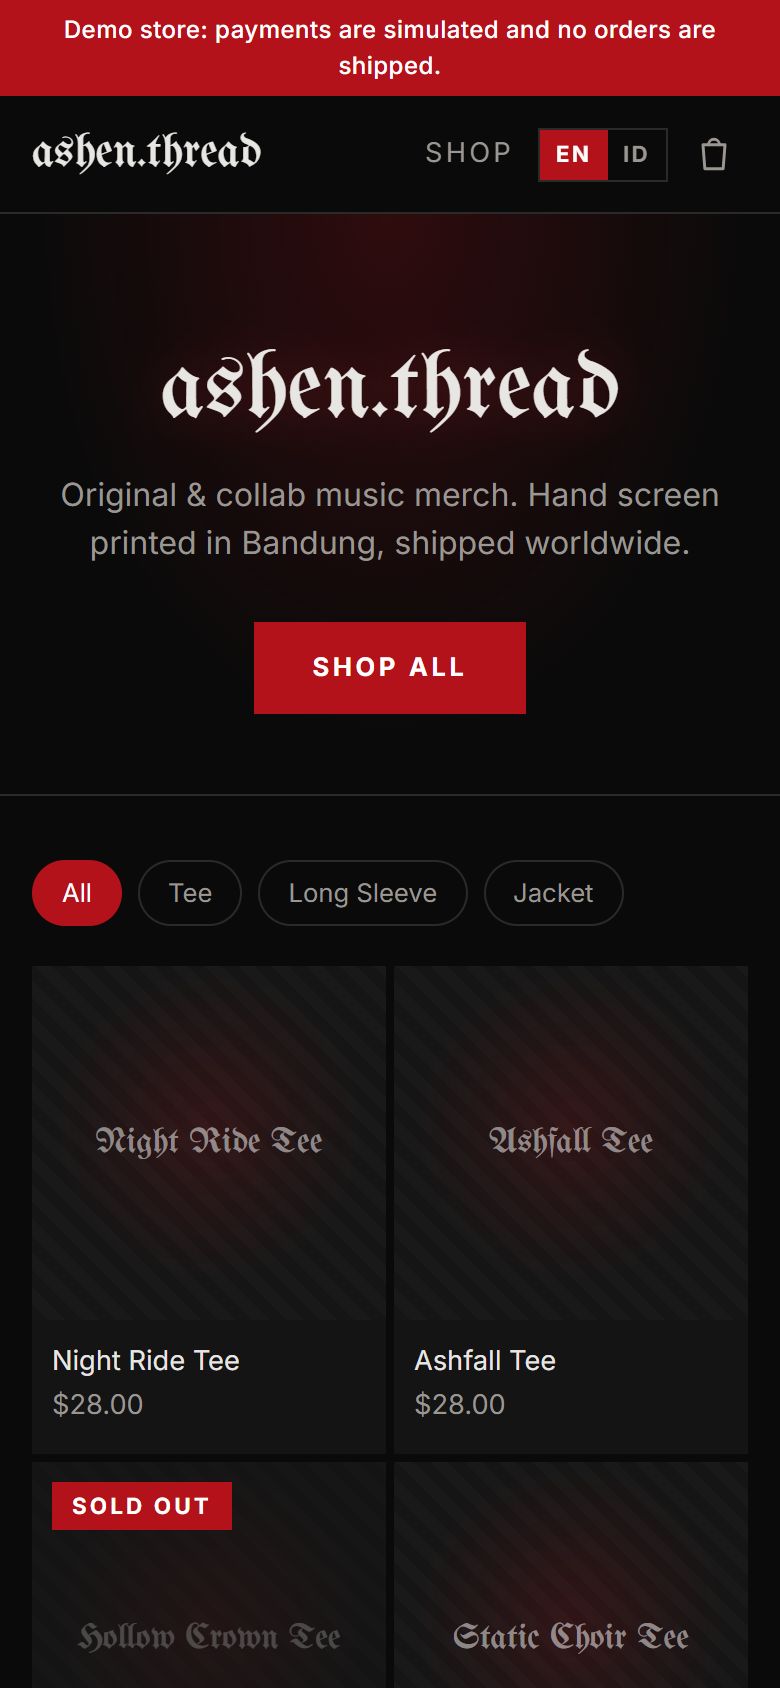 Demo store: payments are simulated and no orders are
shipped.
ashen.thread
SHOP
EN
ID
ashen.thread
Original & collab music merch. Hand screen
printed in Bandung, shipped worldwide.
SHOP ALL
All
Tee
Long Sleeve
Jacket
Night Ride Tee
Ashfall Tee
Night Ride Tee
$28.00
Ashfall Tee
$28.00
SOLD OUT
Hollow Crown Tee
Static Choir Tee